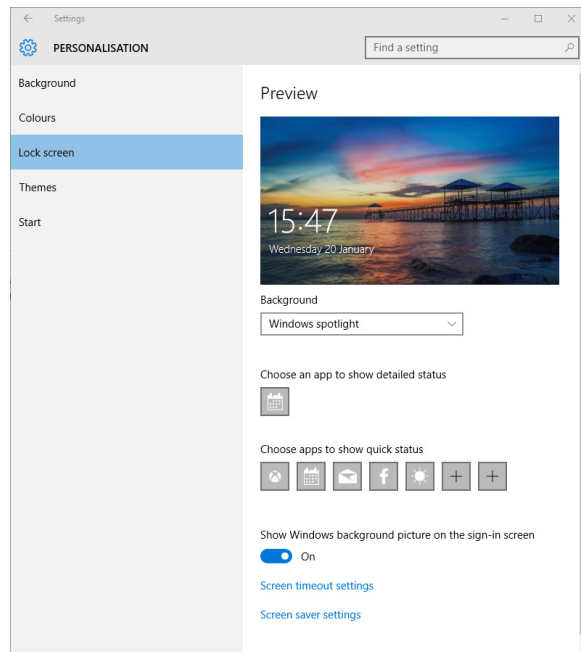 Settings
PERSONALISATION
Find a setting
Background
Colours
Lock screen
Themes
Start
Preview
15:47
Wednesday 20 January
Background
Windows spotlight
Choose an app to show detailed status
Choose apps to show quick status
Show Windows background picture on the sign-in screen
On
Screen timeout settings
Screen saver settings